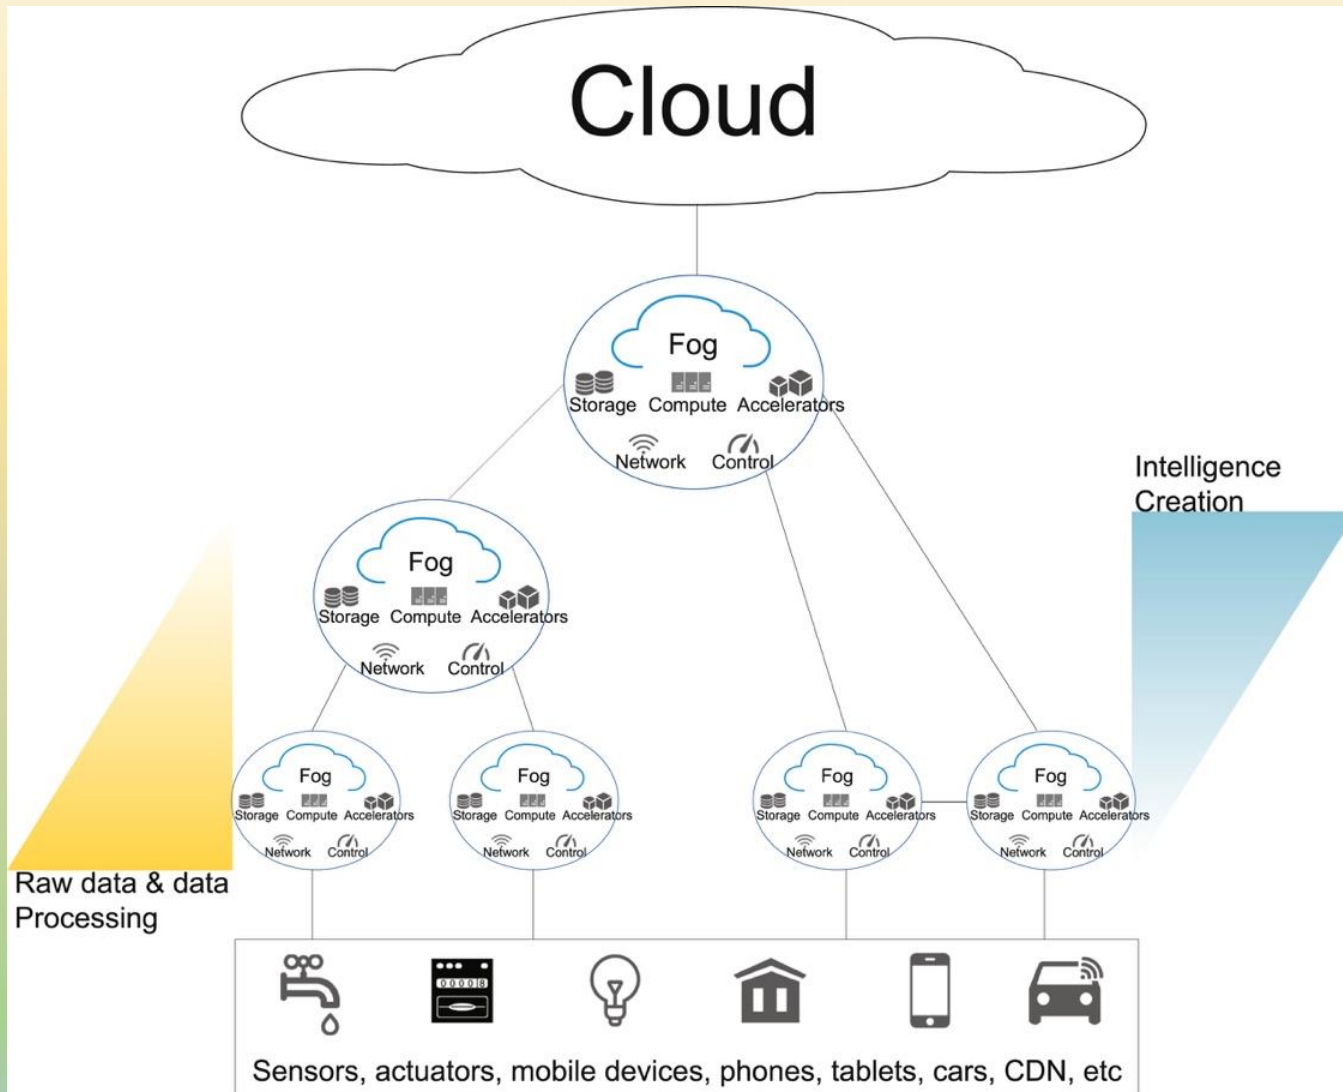 Cloud
Fog
Storage Compute Accelerators
Network Control
Intelligence
Creation
Fog
Storage Compute Accelerators
Network Control
Fog
Storage Compute Accelerators
Network Control
Fog
Storage Compute Accelerators
Network Control
Fog
Storage Compute Accelerators
Network Control
Fog
Storage Compute Accelerators
Network Control
Raw data & data
Processing
00008
Sensors, actuators, mobile devices, phones, tablets, cars, CDN, etc